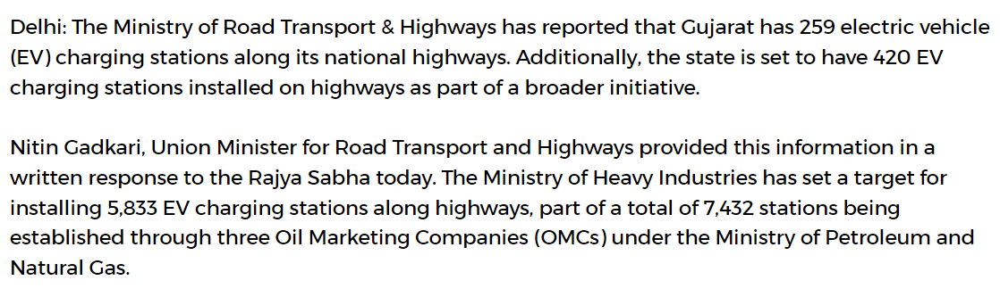 Delhi: The Ministry of Road Transport & Highways has reported that Gujarat has 259 electric vehicle
(EV) charging stations along its national highways. Additionally, the state is set to have 420 EV
charging stations installed on highways as part of a broader initiative.
Nitin Gadkari, Union Minister for Road Transport and Highways provided this information in a
written response to the Rajya Sabha today. The Ministry of Heavy Industries has set a target for
installing 5,833 EV charging stations along highways, part of a total of 7,432 stations being
established through three Oil Marketing Companies (OMCs) under the Ministry of Petroleum and
Natural Gas.